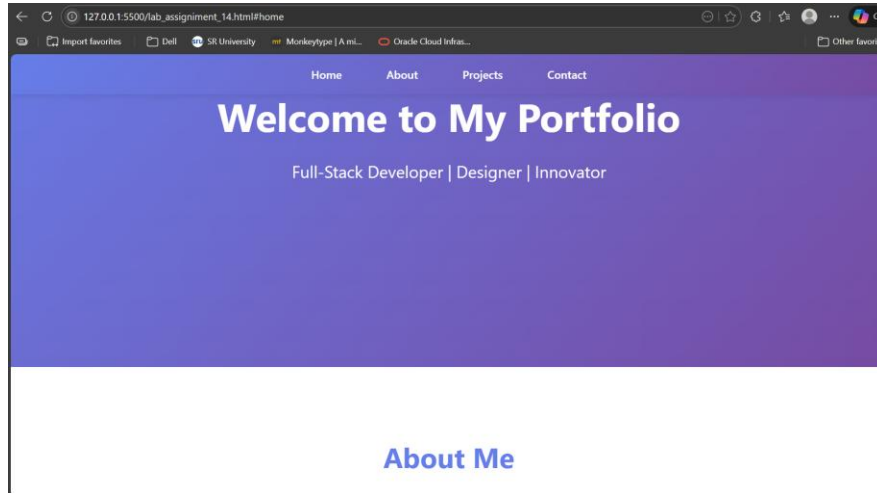 127.0.0.1:5500/lab_assigniment_14.html#home
Import favorites Dell SR University Monkeytype | A mi... Oracle Cloud Infras... Other favori
Home About Projects Contact
Welcome to My Portfolio
Full-Stack Developer | Designer | Innovator
About Me